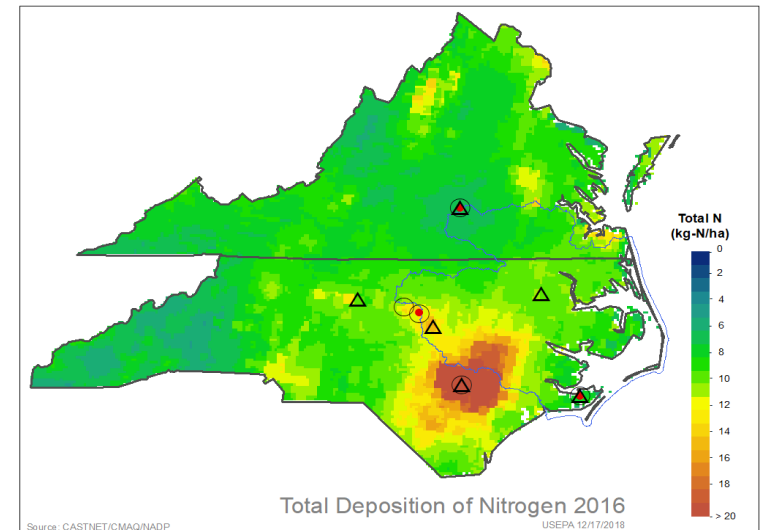 Total N
(kg-N/ha)
0
2
4
6
8
10
12
14
16
18
> 20
Total Deposition of Nitrogen 2016
Source: CASTNET/CMAQ/NADP
USEPA 12/17/2018